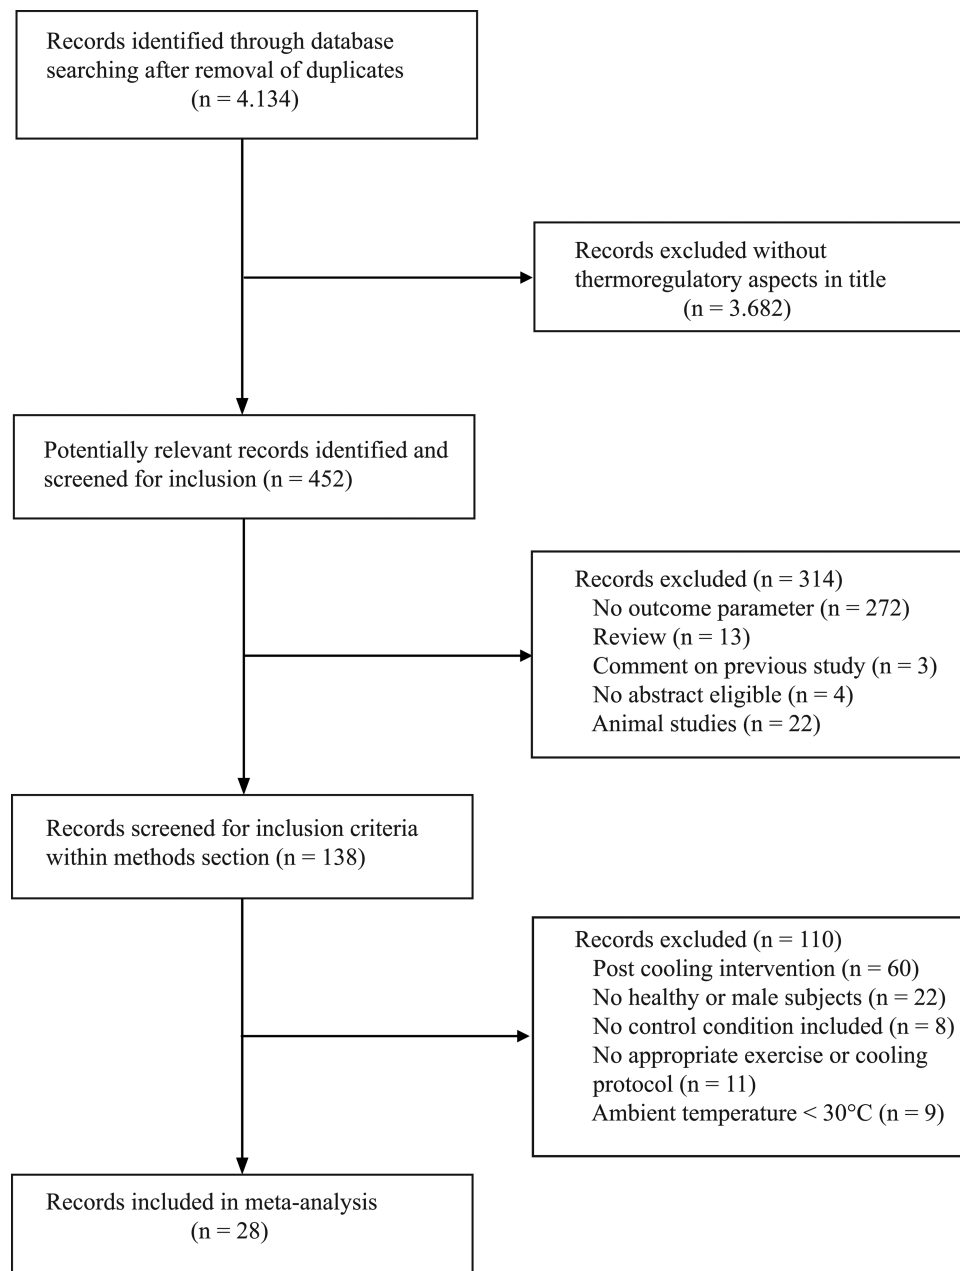 Records identified through database
searching after removal of duplicates
(n = 4.134)
Records excluded without
thermoregulatory aspects in title
(n = 3.682)
Potentially relevant records identified and
screened for inclusion (n = 452)
Records excluded (n = 314)
No outcome parameter (n = 272)
Review (n = 13)
Comment on previous study (n = 3)
No abstract eligible (n = 4)
Animal studies (n = 22)
Records screened for inclusion criteria
within methods section (n = 138)
Records excluded (n = 110)
Post cooling intervention (n = 60)
No healthy or male subjects (n = 22)
No control condition included (n = 8)
No appropriate exercise or cooling
protocol (n = 11)
Ambient temperature < 30°C (n = 9)
Records included in meta-analysis
(n = 28)